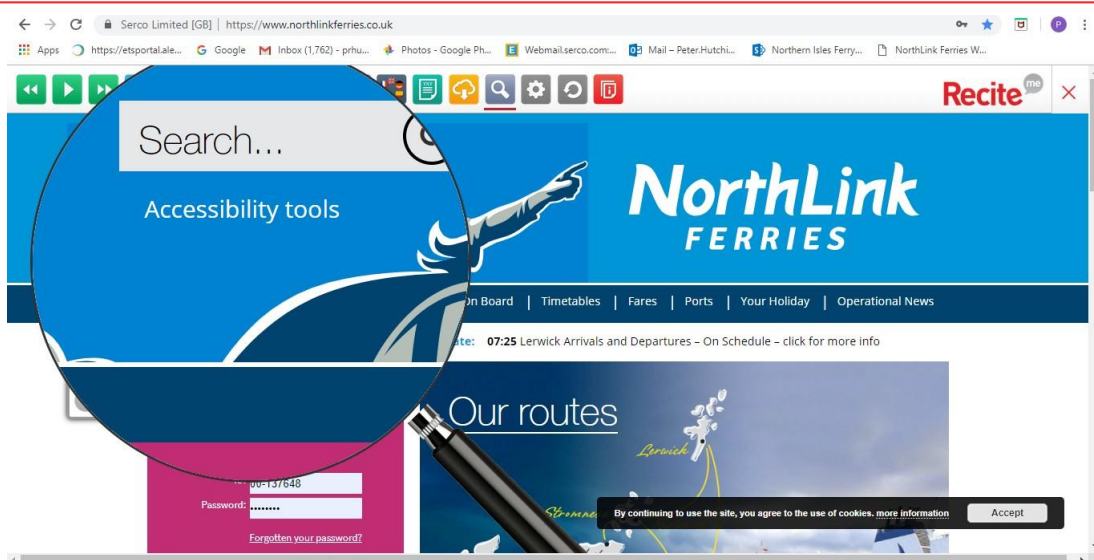 Serco Limited [GB] | https://www.northlinkferries.co.uk
P
Apps https://etsportal.ale... Google Inbox (1,762) - prhu... Photos - Google Ph... Webmail.serco.com:... Mail – Peter.Hutchi... Northern Isles Ferry... NorthLink Ferries W...
Recite me
Search...
Accessibility tools
NorthLink
FERRIES
On Board | Timetables | Fares | Ports | Your Holiday | Operational News
07:25 Lerwick Arrivals and Departures – On Schedule – click for more info
Our routes
Lerwick
00-137648
Password: ••••••••
Forgotten your password?
By continuing to use the site, you agree to the use of cookies. more information Accept